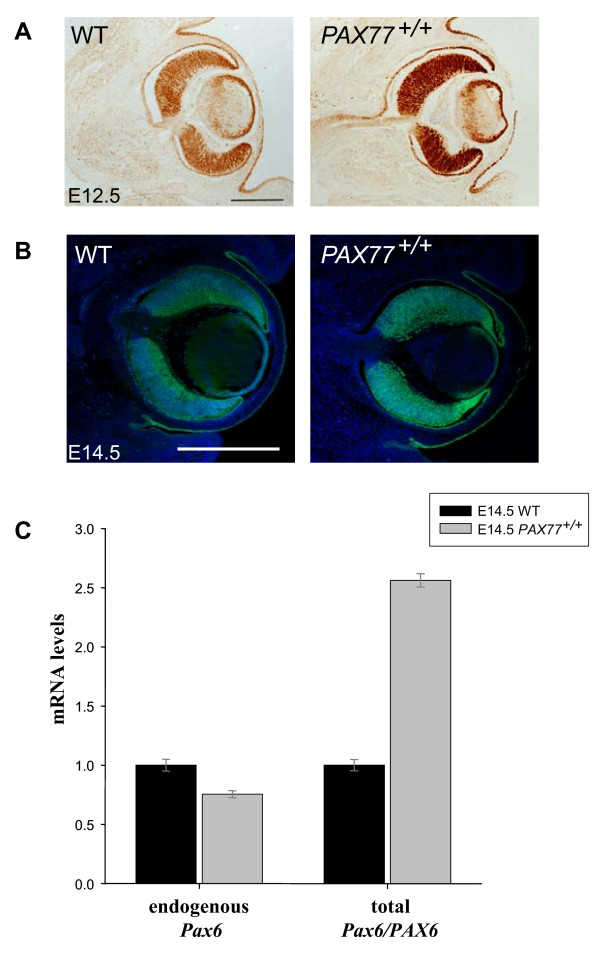 A
WT
PAX77+/+
E12.5
B
WT
PAX77+/+
E14.5
C
E14.5 WT
E14.5 PAX77+/+
3.0
2.5
2.0
1.5
1.0
0.5
0.0
mRNA levels
endogenous
Pax6
total
Pax6/PAX6